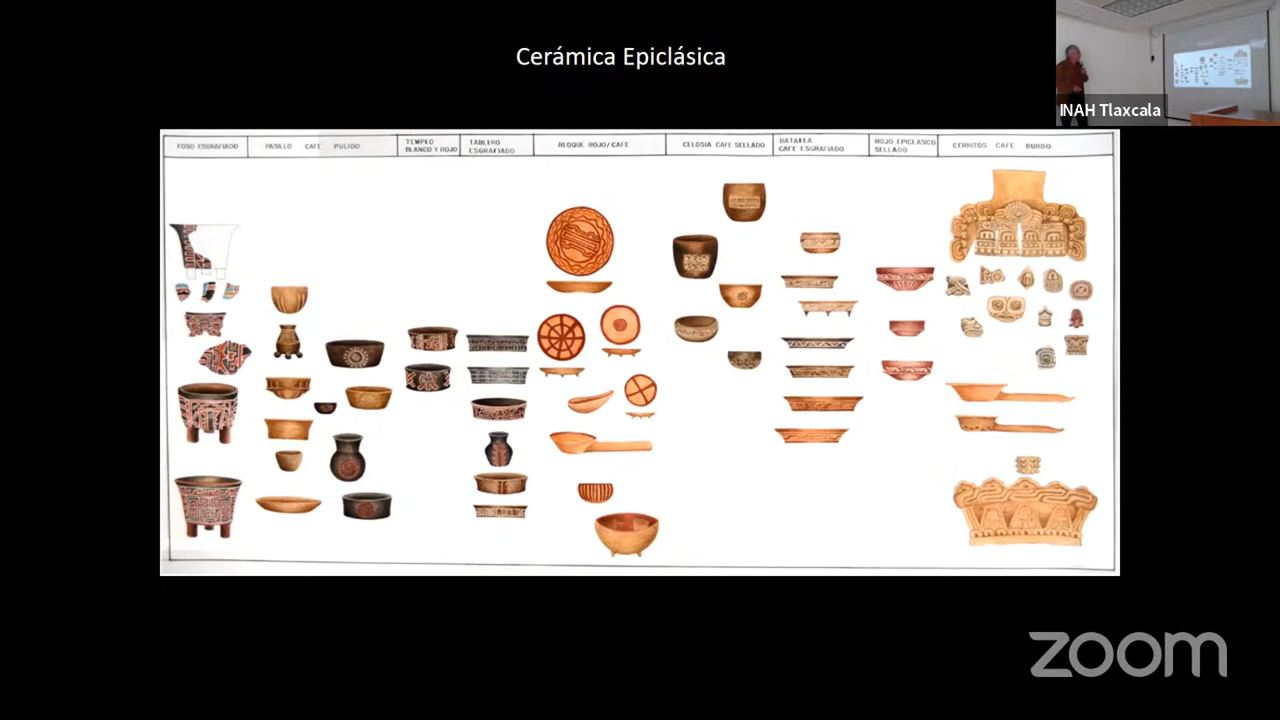 Cerámica Epiclásica
INAH Tlaxcala
FOSO ESGRAFIADO
PASILLO CAFE PULIDO
TEMPLO
BLANCO Y ROJO
TABLERO
ESGRAFIADO
BLOQUE ROJO/CAFE
CELOSIA CAFE SELLADO
BATALLA
CAFE ESGRAFIADO
ROJO EPICLASICO
SELLADO
CERRITOS CAFE BURDO
zoom